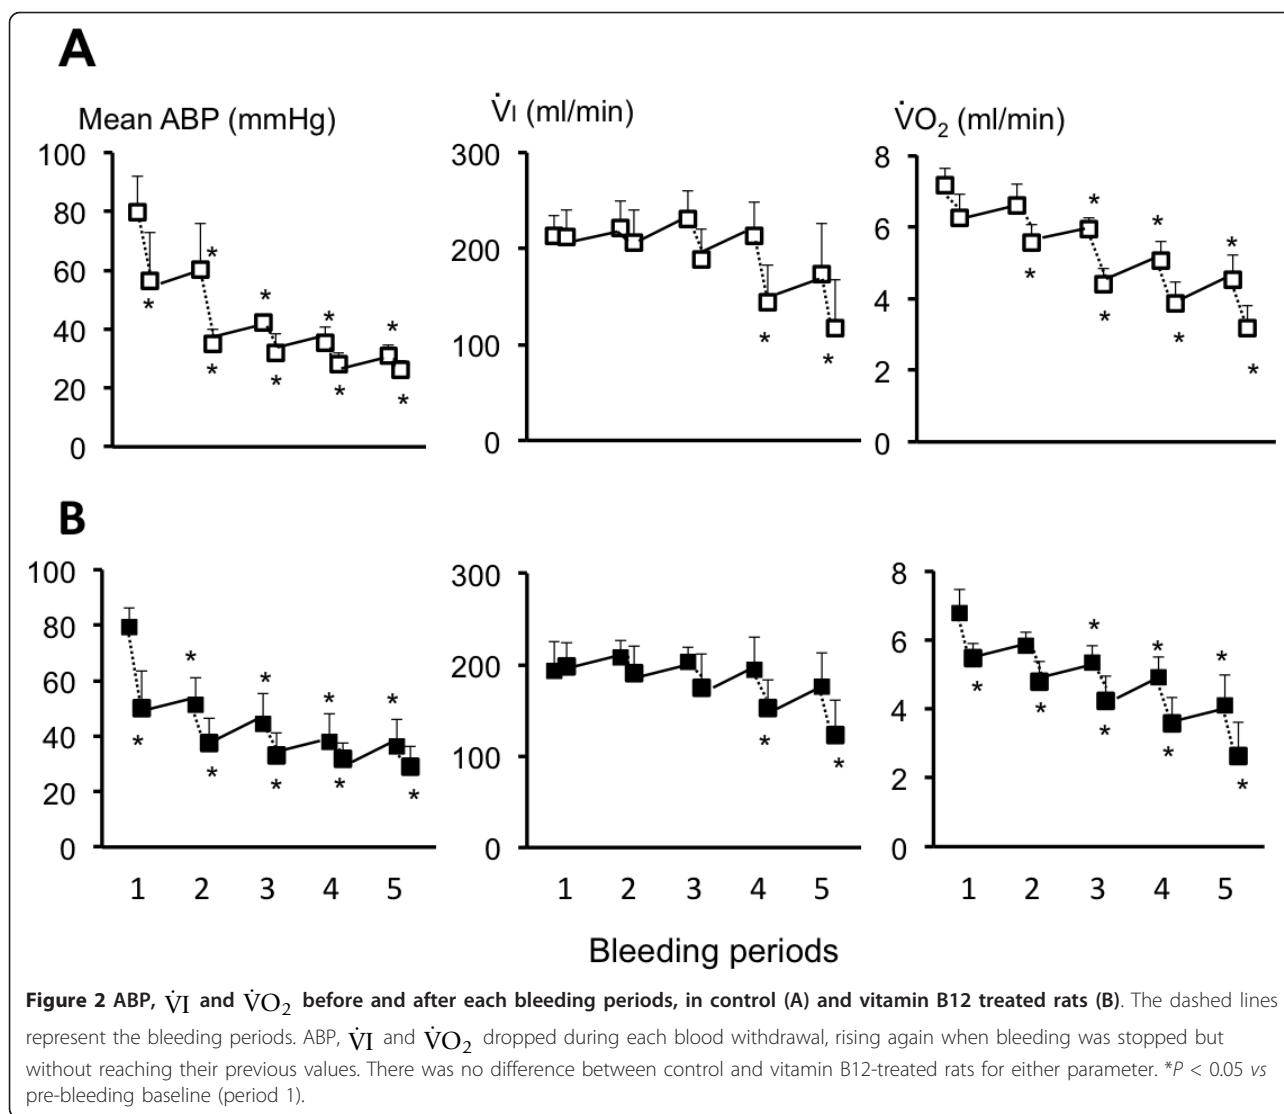 A
Mean ABP (mmHg)
V̇I (ml/min)
V̇O₂ (ml/min)
100
80
60
40
20
0
* * * * * * * *
300
200
100
0
* *
8
6
4
2
0
* * * * * * *
B
100
80
60
40
20
0
* * * * * * * * *
300
200
100
0
* *
8
6
4
2
0
* * * * * * * *
1 2 3 4 5
1 2 3 4 5
1 2 3 4 5
Bleeding periods
Figure 2 ABP, V̇I and V̇O₂ before and after each bleeding periods, in control (A) and vitamin B12 treated rats (B). The dashed lines
represent the bleeding periods. ABP, V̇I and V̇O₂ dropped during each blood withdrawal, rising again when bleeding was stopped but
without reaching their previous values. There was no difference between control and vitamin B12-treated rats for either parameter. *P < 0.05 vs
pre-bleeding baseline (period 1).